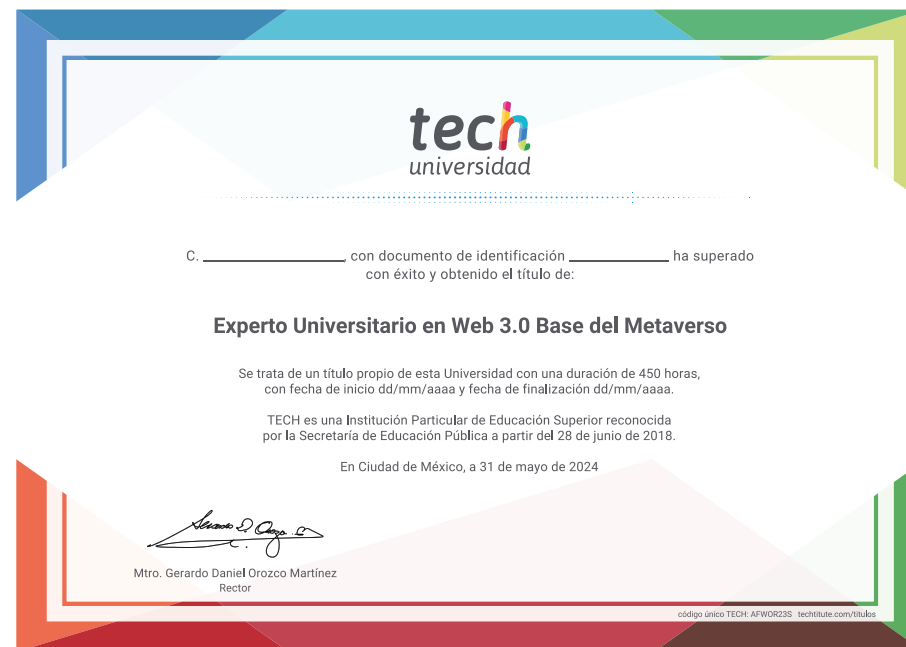 tech
universidad
C. ____________, con documento de identificación ____________ ha superado
con éxito y obtenido el título de:
Experto Universitario en Web 3.0 Base del Metaverso
Se trata de un título propio de esta Universidad con una duración de 450 horas,
con fecha de inicio dd/mm/aaaa y fecha de finalización dd/mm/aaaa.
TECH es una Institución Particular de Educación Superior reconocida
por la Secretaría de Educación Pública a partir del 28 de junio de 2018.
En Ciudad de México, a 31 de mayo de 2024
Mtro. Gerardo Daniel Orozco Martínez
Rector
código único TECH: AFWOR23S techtitute.com/titulos